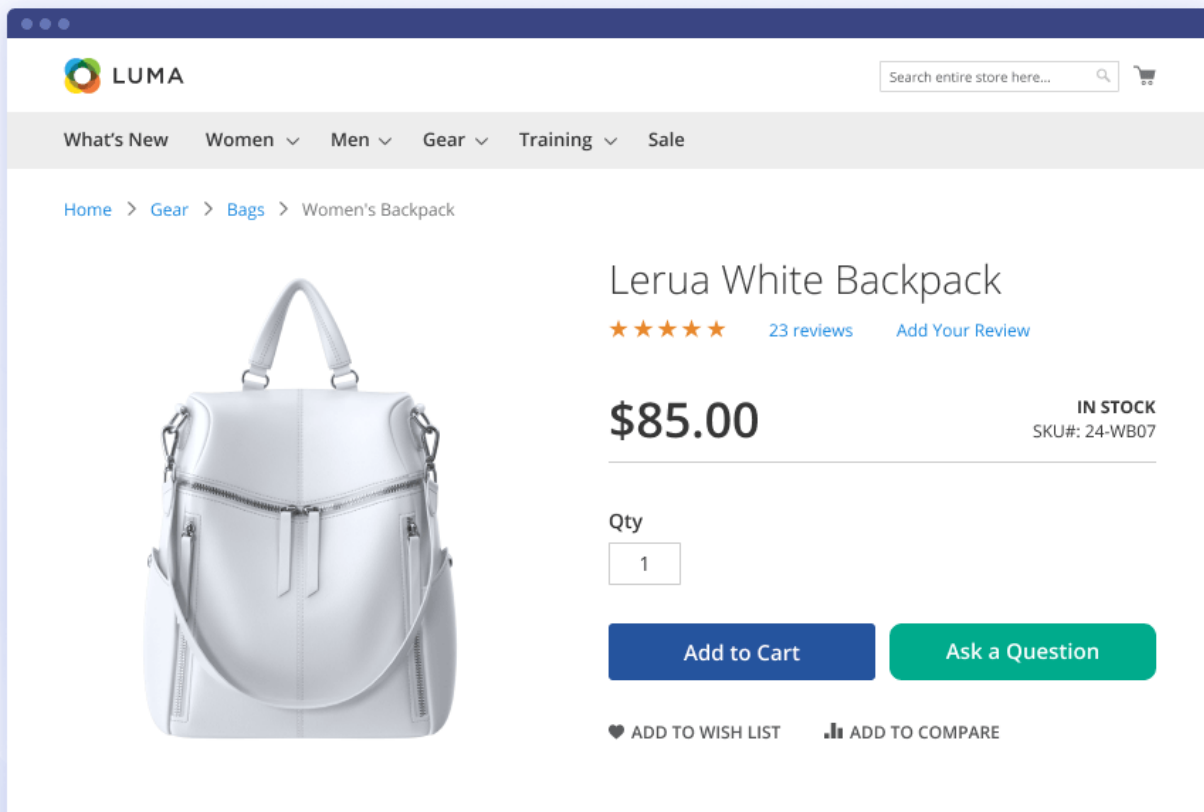 LUMA
Search entire store here...
What’s New Women Men Gear Training Sale
Home Gear Bags Women's Backpack
Lerua White Backpack
23 reviews Add Your Review
$85.00
IN STOCK
SKU#: 24-WB07
Qty
1
Add to Cart Ask a Question
ADD TO WISH LIST ADD TO COMPARE